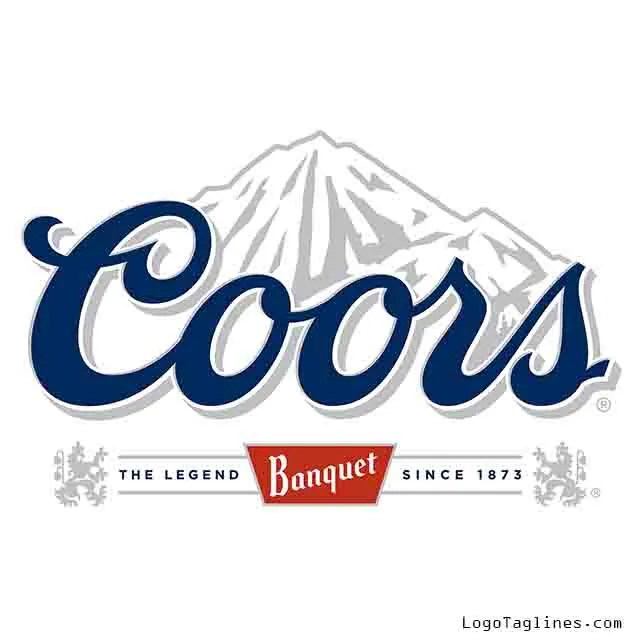 Coors®
THE LEGEND Banquet SINCE 1873 ®
LogoTaglines.com